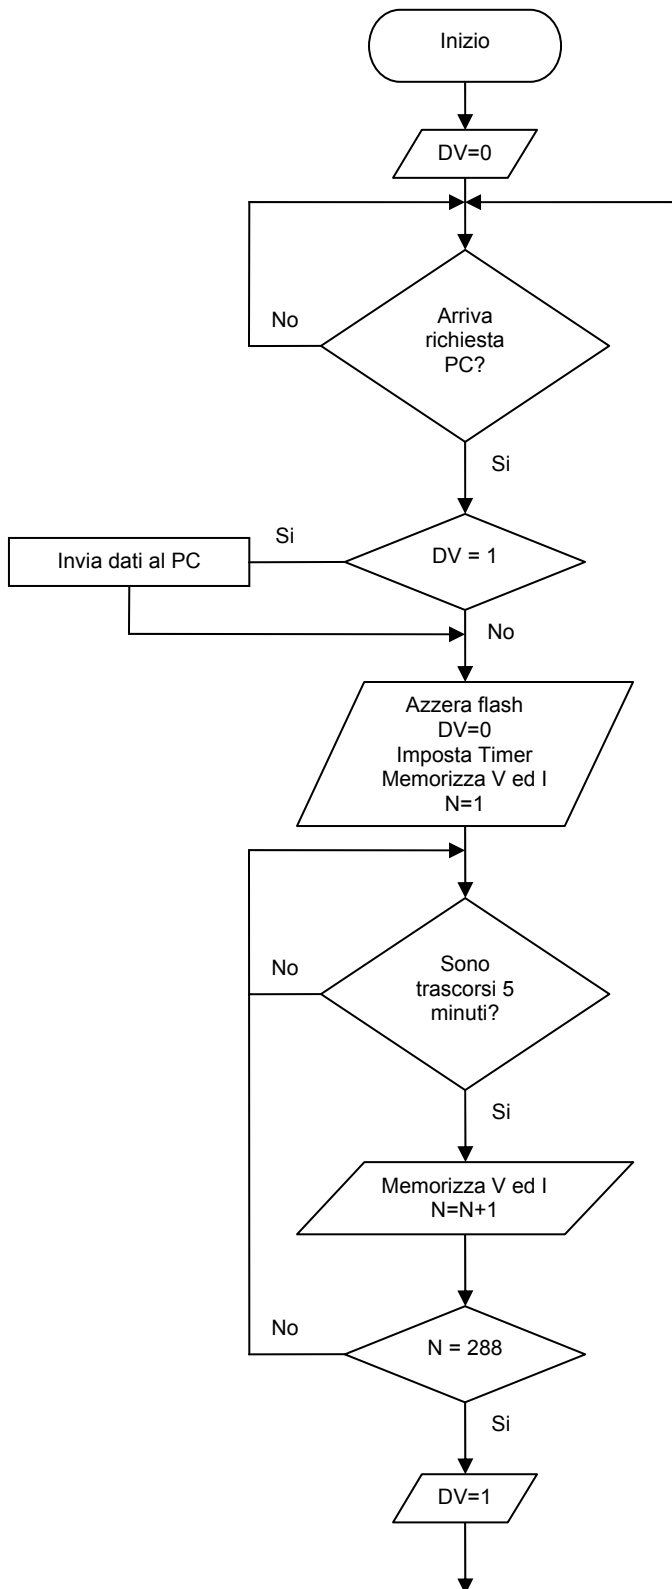 Inizio
DV=0
Arriva
richiesta
PC?
No
Si
DV = 1
Si
Invia dati al PC
No
Azzera flash
DV=0
Imposta Timer
Memorizza V ed I
N=1
Sono
trascorsi 5
minuti?
No
Si
Memorizza V ed I
N=N+1
N = 288
No
Si
DV=1